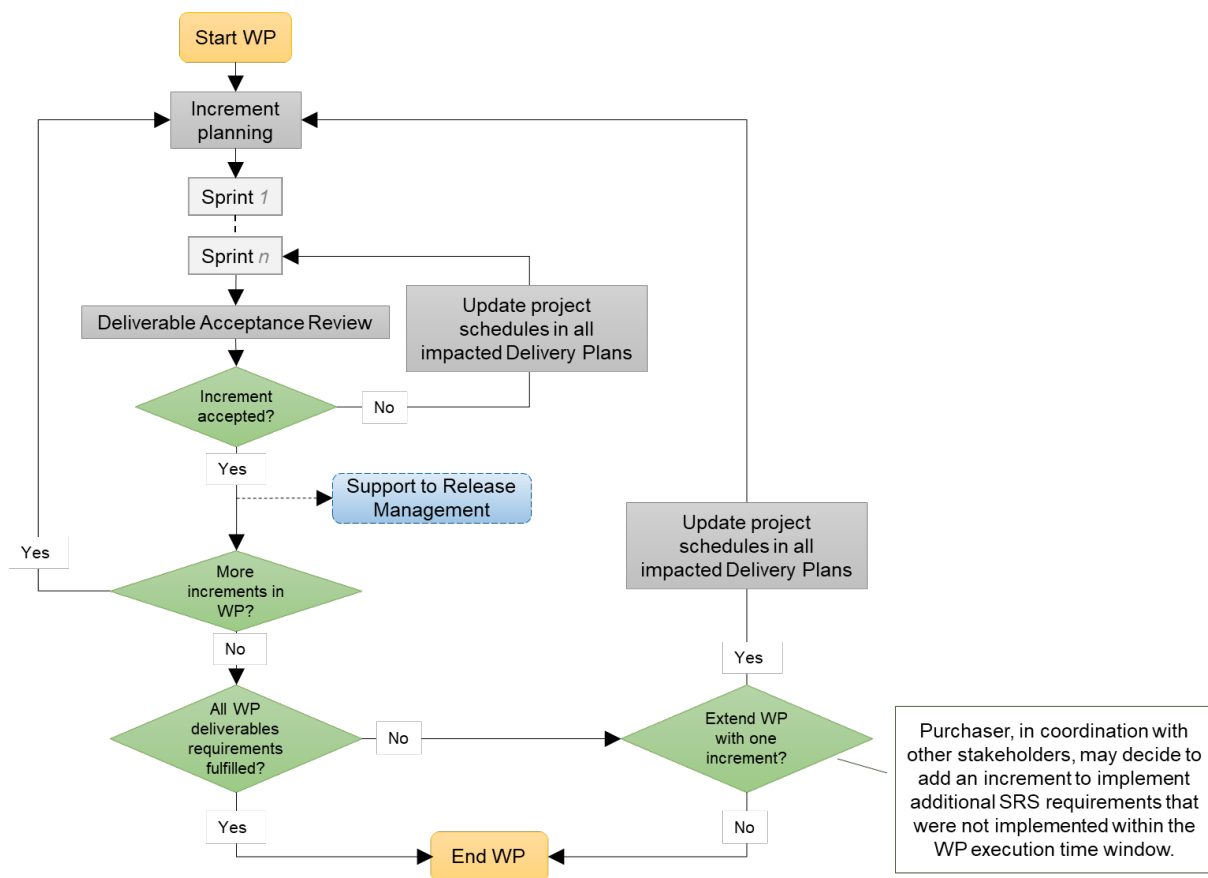 Start WP
Increment
planning
Sprint 1
Sprint n
Deliverable Acceptance Review
Update project
schedules in all
impacted Delivery Plans
Increment
accepted?
No
Yes
Support to Release
Management
Update project
schedules in all
impacted Delivery Plans
Yes
More
increments in
WP?
No
Yes
All WP
deliverables
requirements
fulfilled?
No
Extend WP
with one
increment?
Purchaser, in coordination with
other stakeholders, may decide to
add an increment to implement
additional SRS requirements that
were not implemented within the
WP execution time window.
Yes
No
End WP